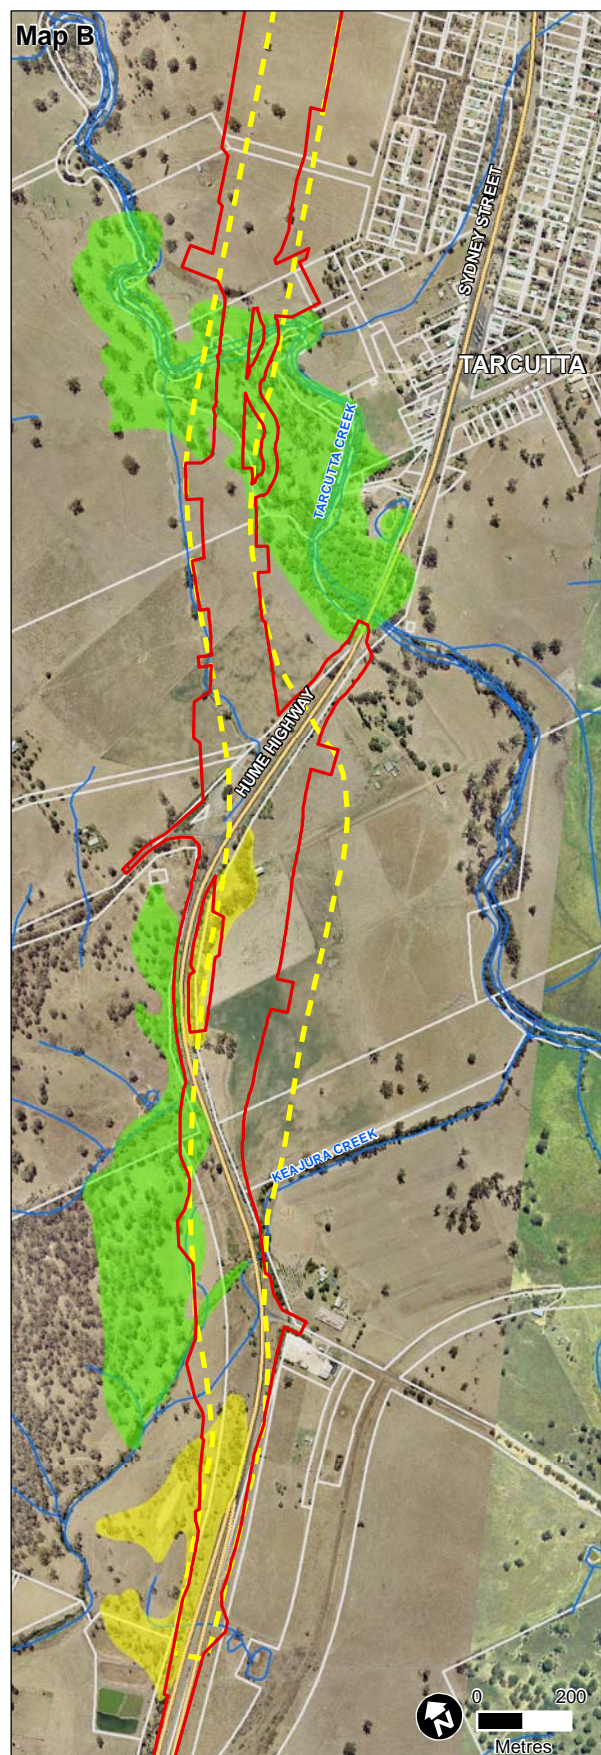 Map B
SYDNEY STREET
TARCUTTA
TARCUTTA CREEK
HUME HIGHWAY
KEAJURA CREEK
N
0 200
Metres